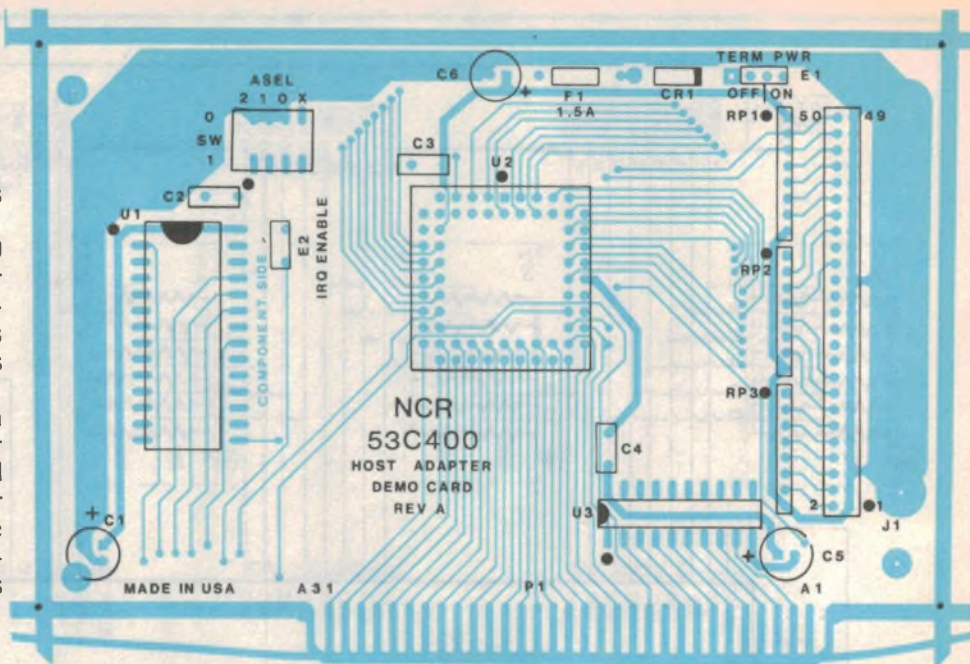 TERM PWR
C6
+
F1
1.5A
CR1
E1
OFF ON
ASEL
2 1 0 X
0
SW
1
RP1
50
49
C3
U2
C2
U1
E2
IRQ ENABLE
COMPONENT SIDE
RP2
RP3
NCR
53C400
HOST ADAPTER
DEMO CARD
REV A
C4
U3
2
1
J1
+
C1
+
C5
MADE IN USA
A31
P1
A1